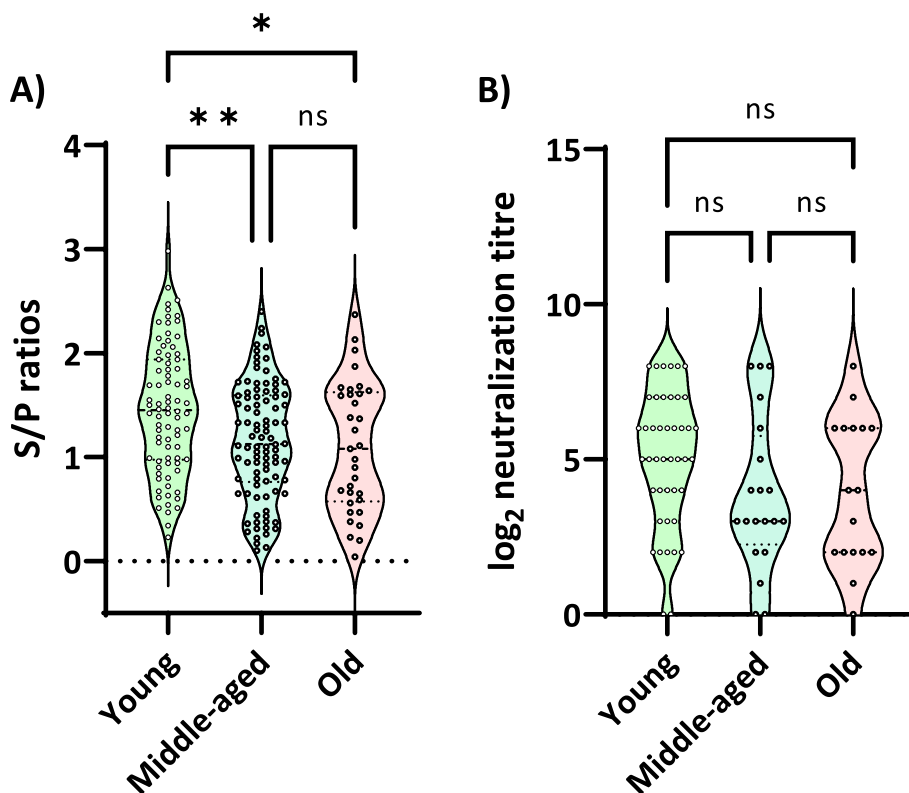 A)
*
* *
ns
S/P ratios
4
3
2
1
0
Young
Middle-aged
Old
B)
ns
ns
ns
log₂ neutralization titre
15
10
5
0
Young
Middle-aged
Old